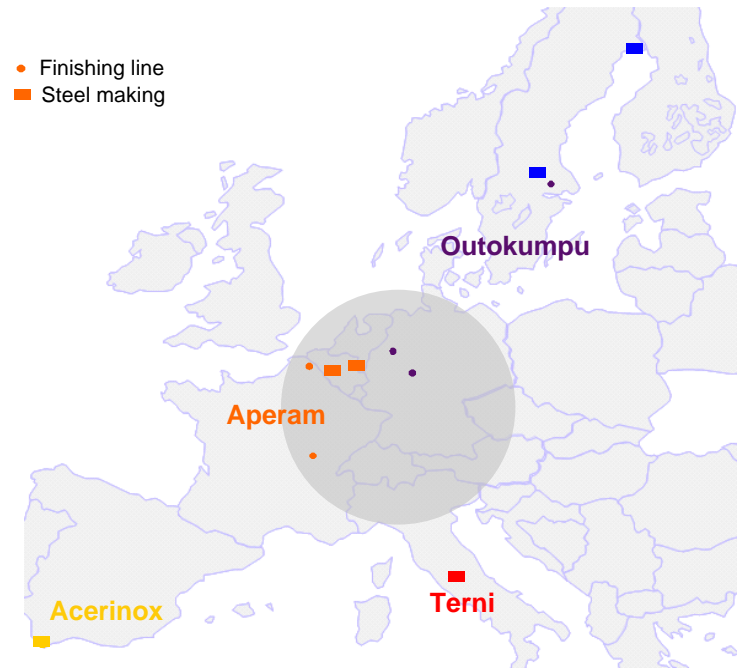 Finishing line
Steel making
Outokumpu
Aperam
Acerinox
Terni